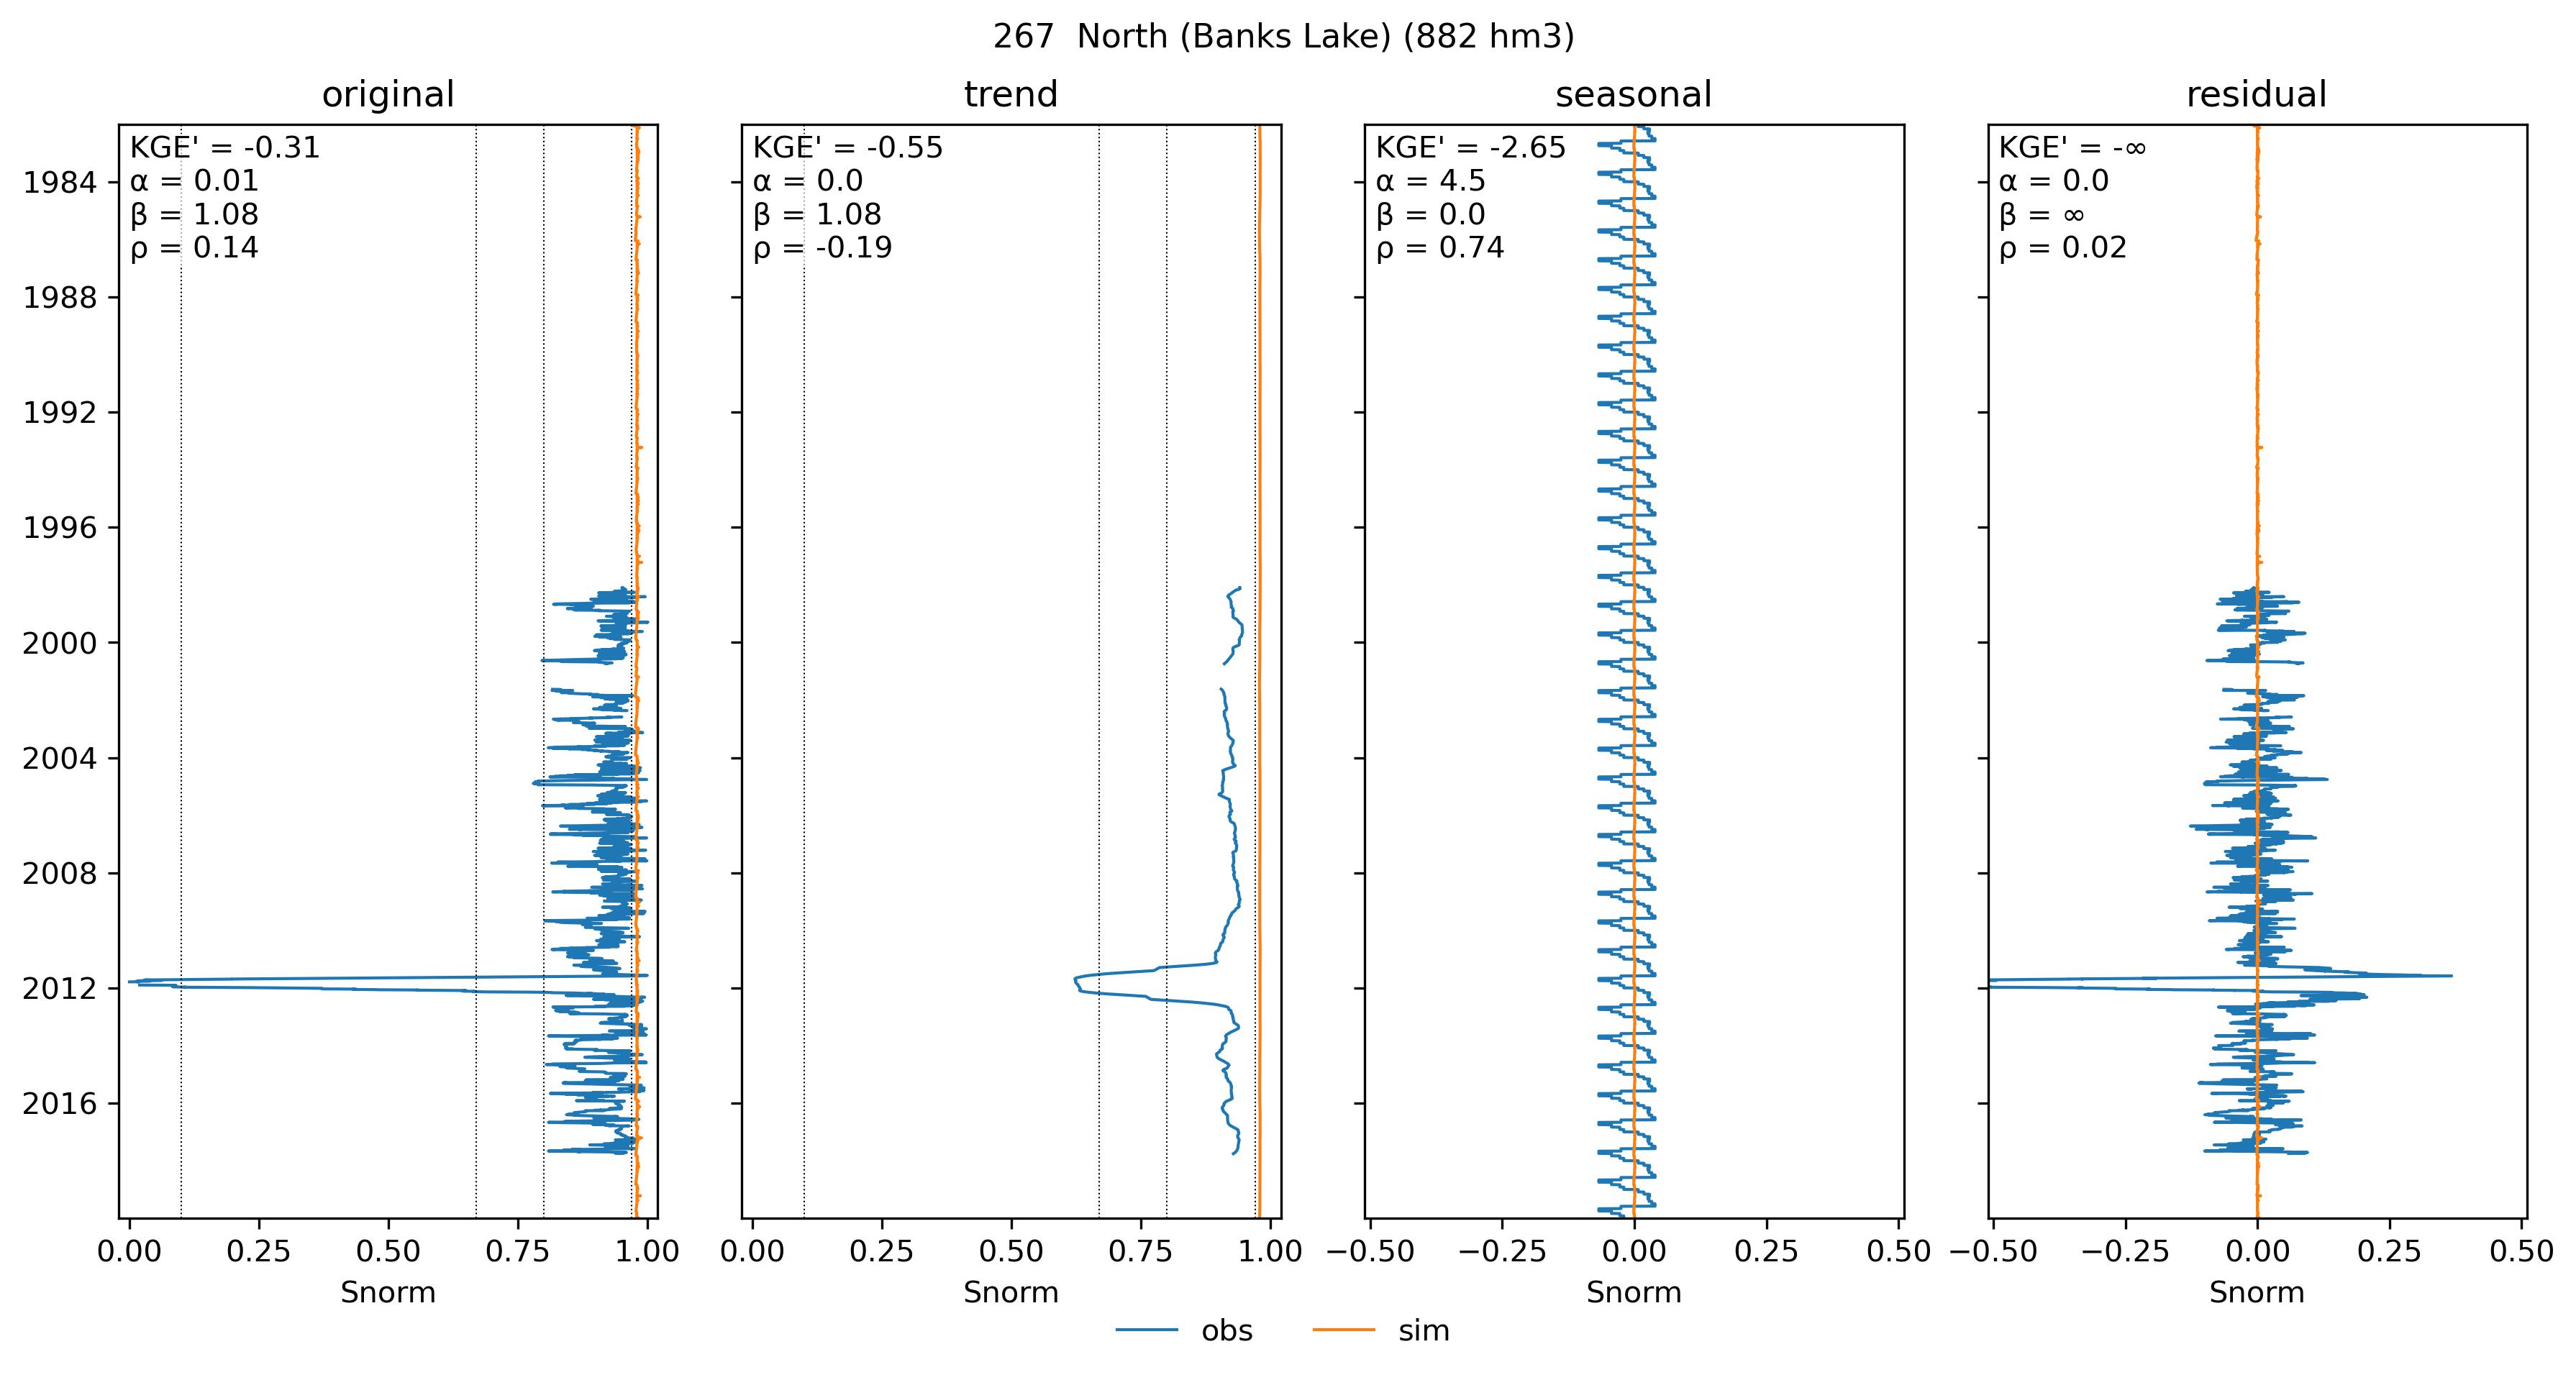 267  North (Banks Lake) (882 hm3)
original
trend
seasonal
residual
KGE' = -0.31
α = 0.01
β = 1.08
ρ = 0.14
KGE' = -0.55
α = 0.0
β = 1.08
ρ = -0.19
KGE' = -2.65
α = 4.5
β = 0.0
ρ = 0.74
KGE' = -∞
α = 0.0
β = ∞
ρ = 0.02
1984
1988
1992
1996
2000
2004
2008
2012
2016
0.00 0.25 0.50 0.75 1.00
0.00 0.25 0.50 0.75 1.00
−0.50 −0.25 0.00 0.25 0.50
−0.50 −0.25 0.00 0.25 0.50
Snorm
Snorm
Snorm
Snorm
obs
sim